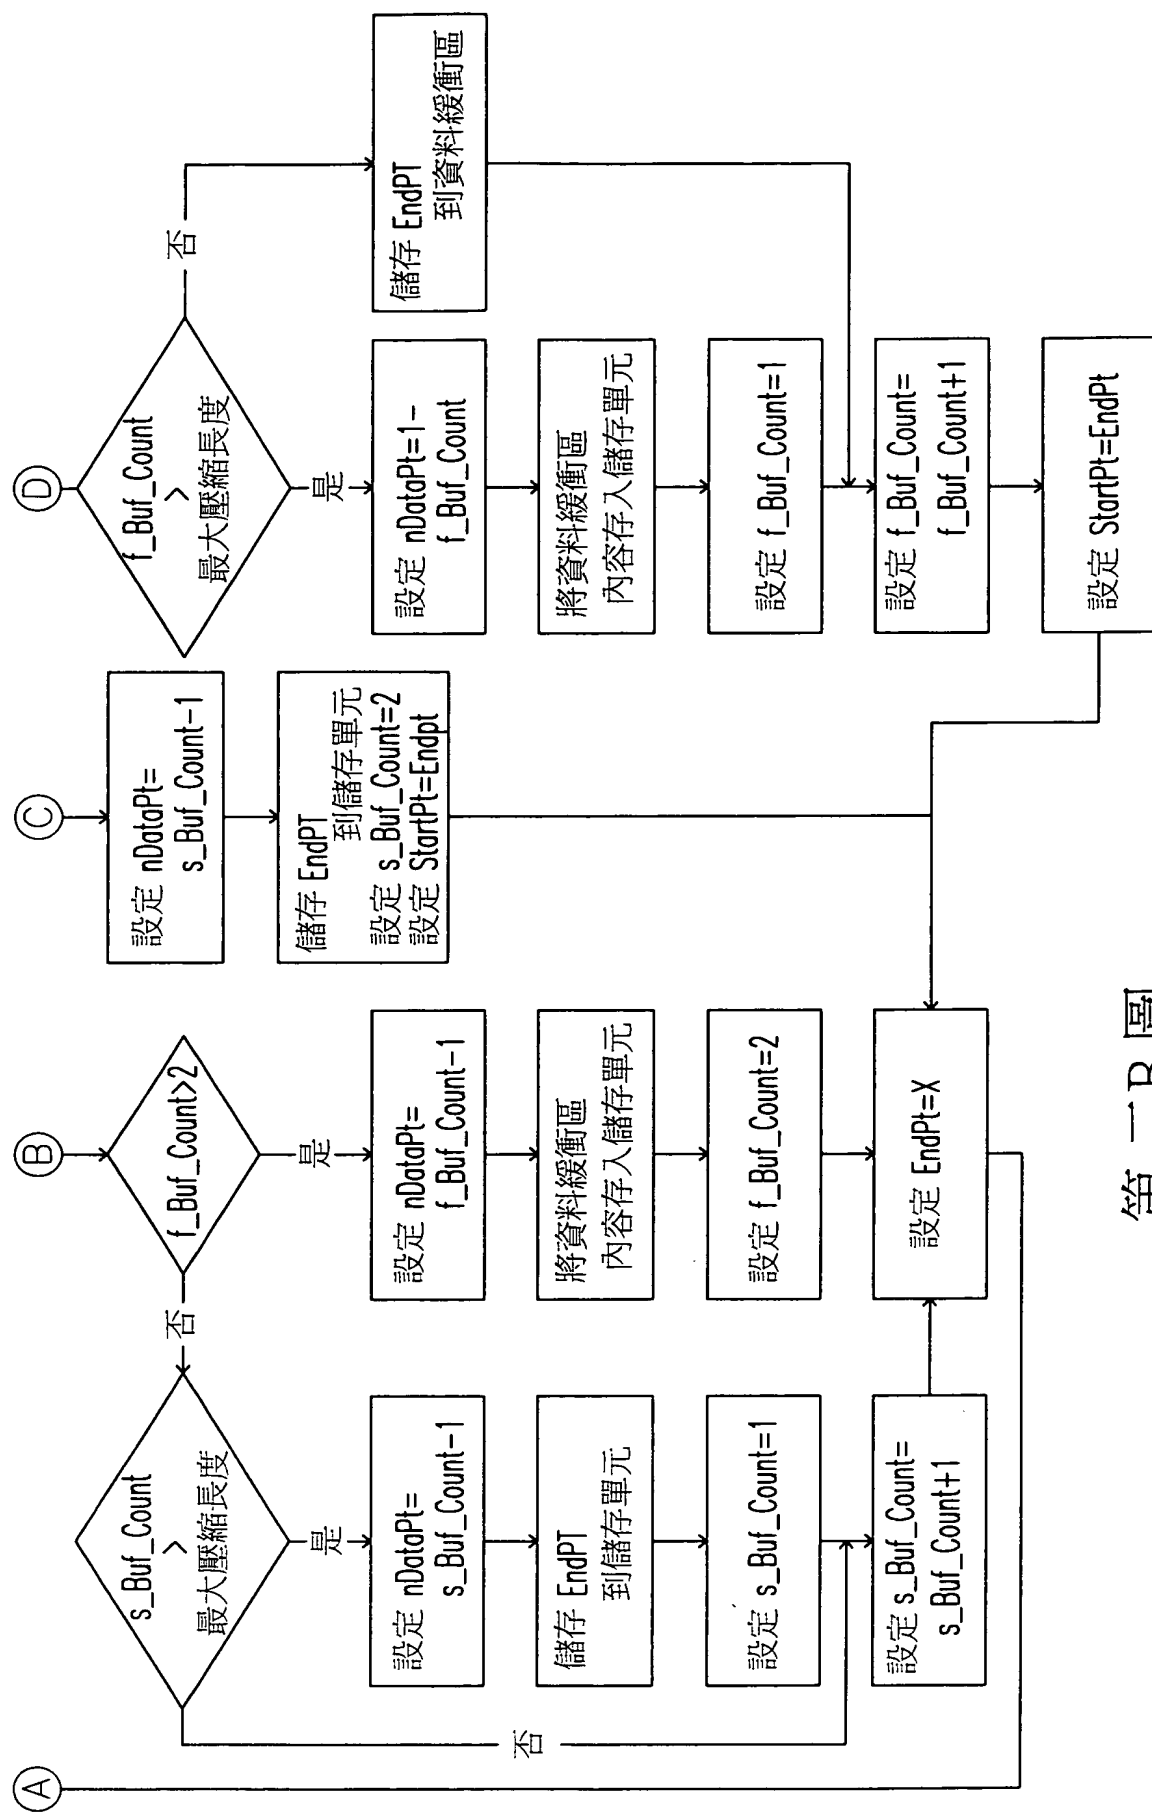 A
B
C
D
s_Buf_Count
>
最大壓縮長度
否
是
設定 nDataPt=
s_Buf_Count-1
儲存 EndPT
到儲存單元
設定 s_Buf_Count=1
否
設定 s_Buf_Count=
s_Buf_Count+1
f_Buf_Count>2
是
設定 nDataPt=
f_Buf_Count-1
將資料緩衝區
內容存入儲存單元
設定 f_Buf_Count=2
設定 EndPt=X
設定 nDataPt=
s_Buf_Count-1
儲存 EndPT
到儲存單元
設定 s_Buf_Count=2
設定 StartPt=Endpt
f_Buf_Count
>
最大壓縮長度
否
是
設定 nDataPt=1-
f_Buf_Count
將資料緩衝區
內容存入儲存單元
設定 f_Buf_Count=1
儲存 EndPT
到資料緩衝區
設定 f_Buf_Count=
f_Buf_Count+1
設定 StartPt=EndPt
第一B圖